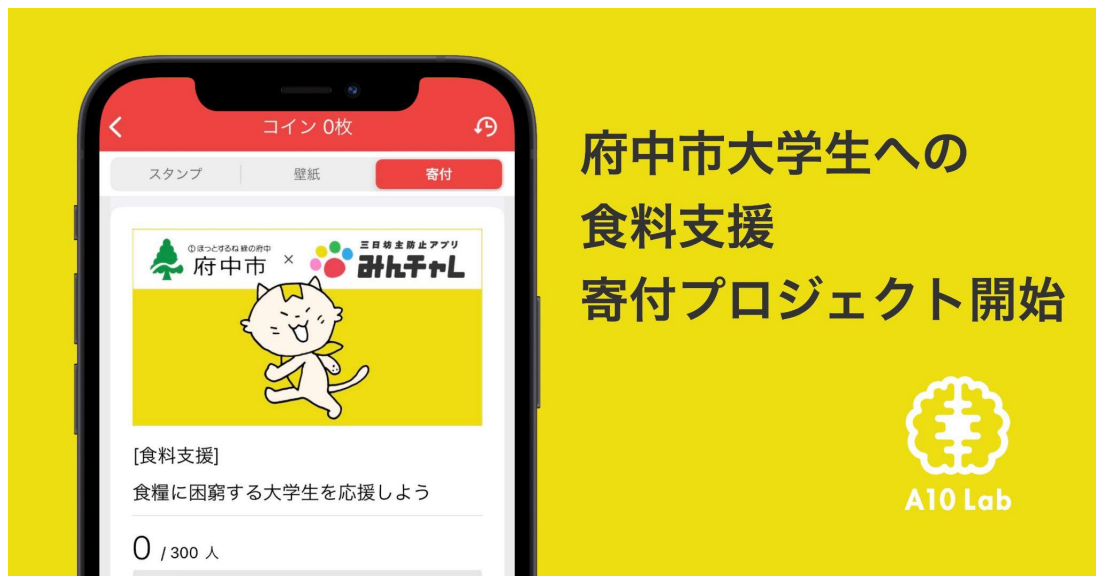 コイン 0枚
スタンプ
壁紙
寄付
ほっとするね 緑の府中
府中市
×
三日坊主防止アプリ
みんチャレ
[食料支援]
食糧に困窮する大学生を応援しよう
0 / 300 人
府中市大学生への
食料支援
寄付プロジェクト開始
A10 Lab